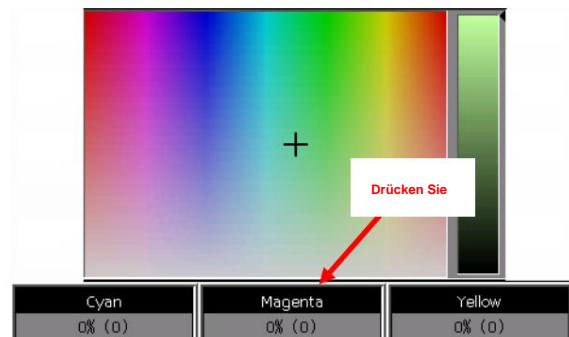 Drücken Sie
Cyan Magenta Yellow
0% (0) 0% (0) 0% (0)